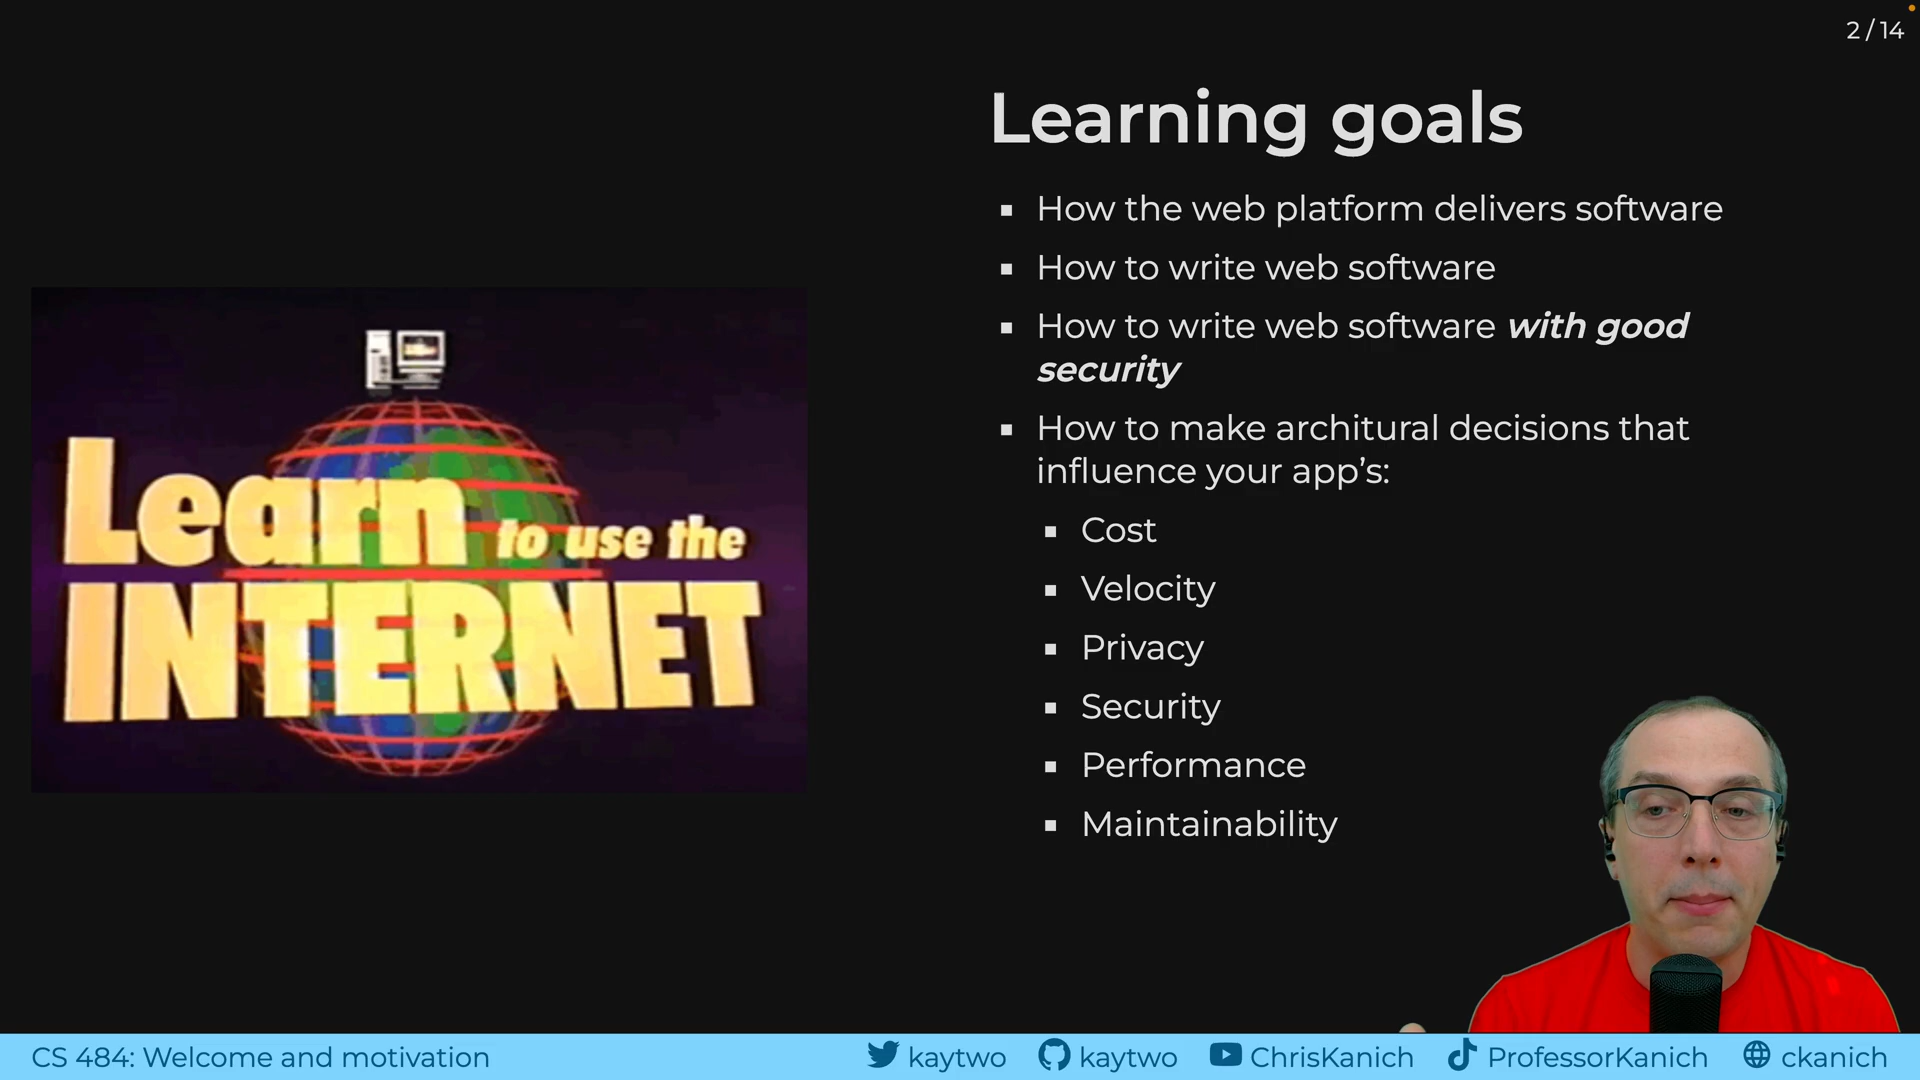 2 / 14
Learning goals
How the web platform delivers software
How to write web software
How to write web software with good
security
How to make architural decisions that
influence your app's:
Cost
Velocity
Privacy
Security
Performance
Maintainability
Learn to use the
INTERNET
CS 484: Welcome and motivation
kaytwo
kaytwo
ChrisKanich
ProfessorKanich
ckanich